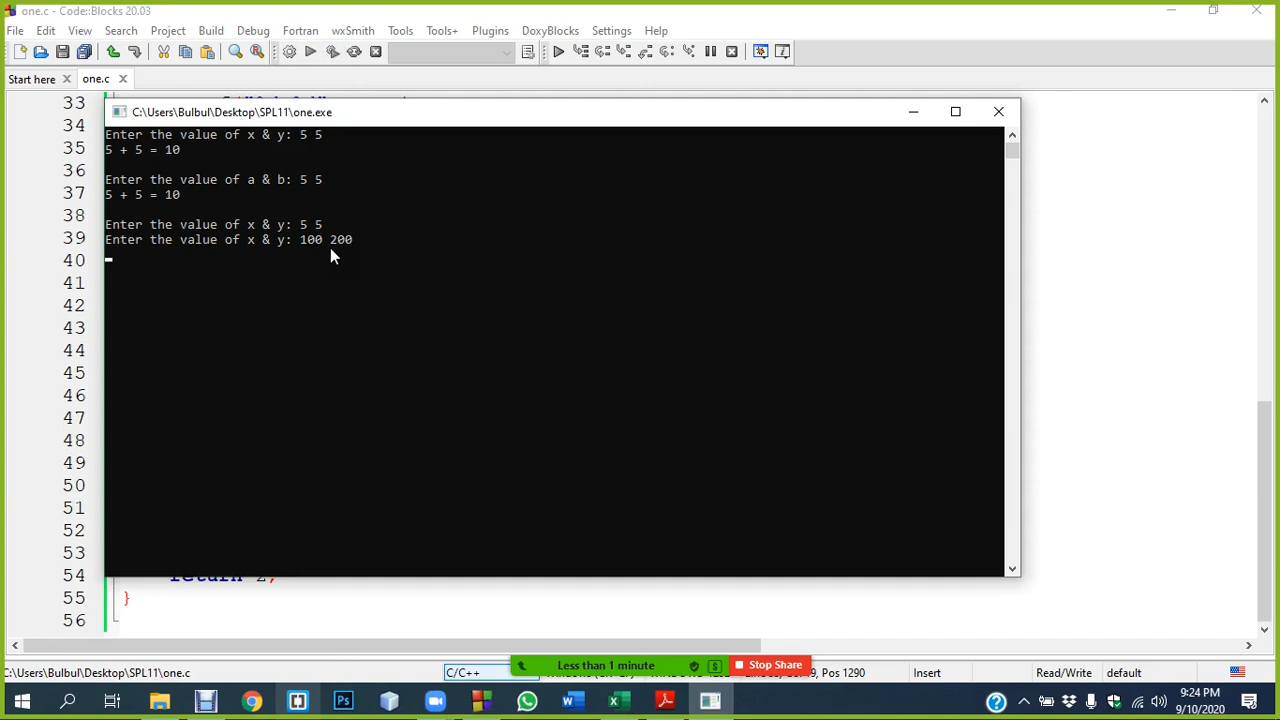 one.c - Code::Blocks 20.03
File Edit View Search Project Build Debug Fortran wxSmith Tools Tools+ Plugins DoxyBlocks Settings Help
Start here one.c
33
C:\Users\Bulbul\Desktop\SPL11\one.exe
34 Enter the value of x & y: 5 5
35 5 + 5 = 10
36
37 Enter the value of a & b: 5 5
5 + 5 = 10
38 Enter the value of x & y: 5 5
39 Enter the value of x & y: 100 200
40
41
42
43
44
45
46
47
48
49
50
51
52
53
54 return 2;
55 }
56
C:\Users\Bulbul\Desktop\SPL11\one.c C/C++ Pos 1290 Insert Read/Write default
Less than 1 minute Stop Share
9:24 PM
9/10/2020